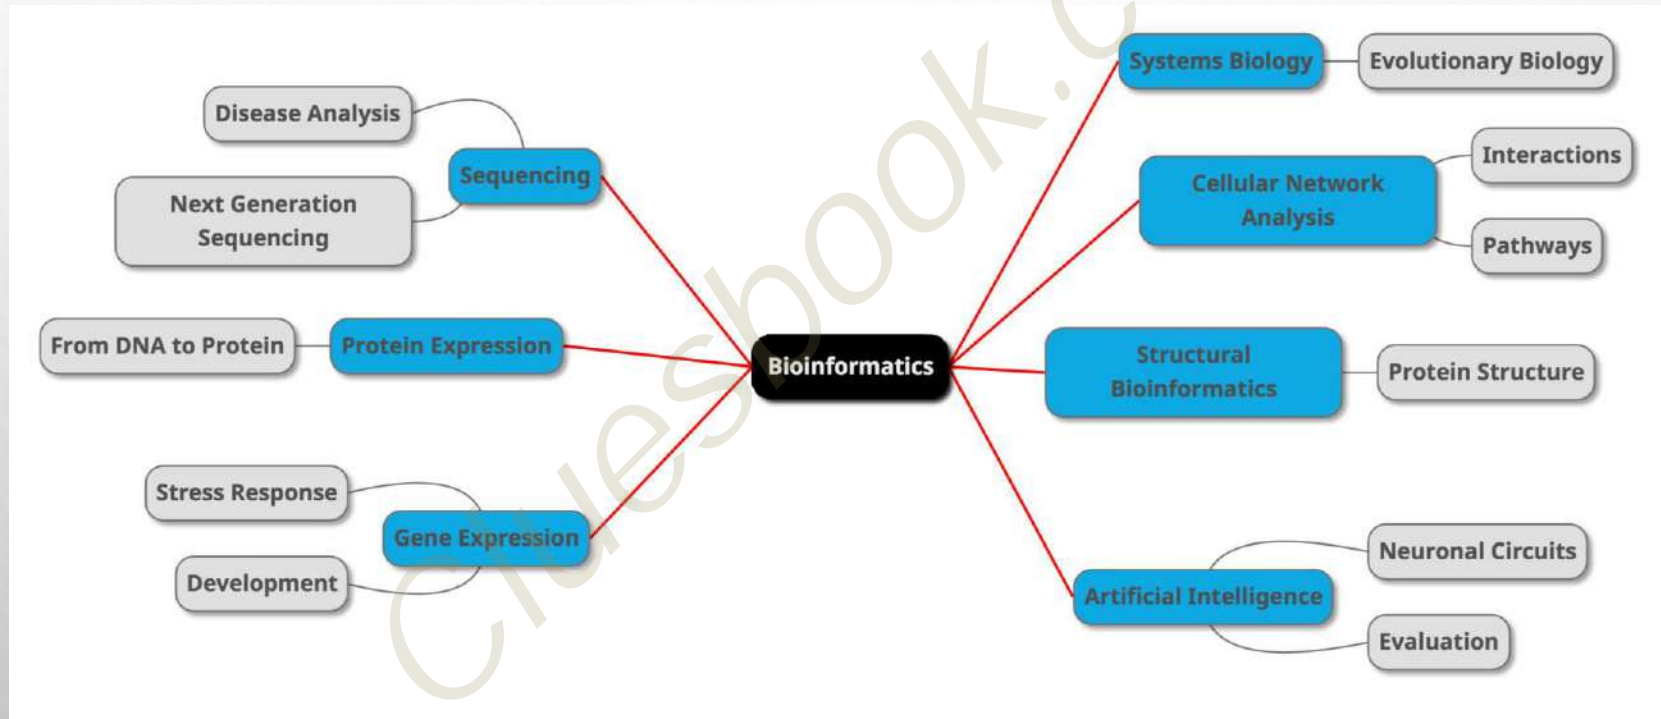 Disease Analysis
Sequencing
Next Generation
Sequencing
From DNA to Protein
Protein Expression
Stress Response
Gene Expression
Development
Bioinformatics
Systems Biology
Evolutionary Biology
Cellular Network
Analysis
Interactions
Pathways
Structural
Bioinformatics
Protein Structure
Artificial Intelligence
Neuronal Circuits
Evaluation
Cluesbook.c